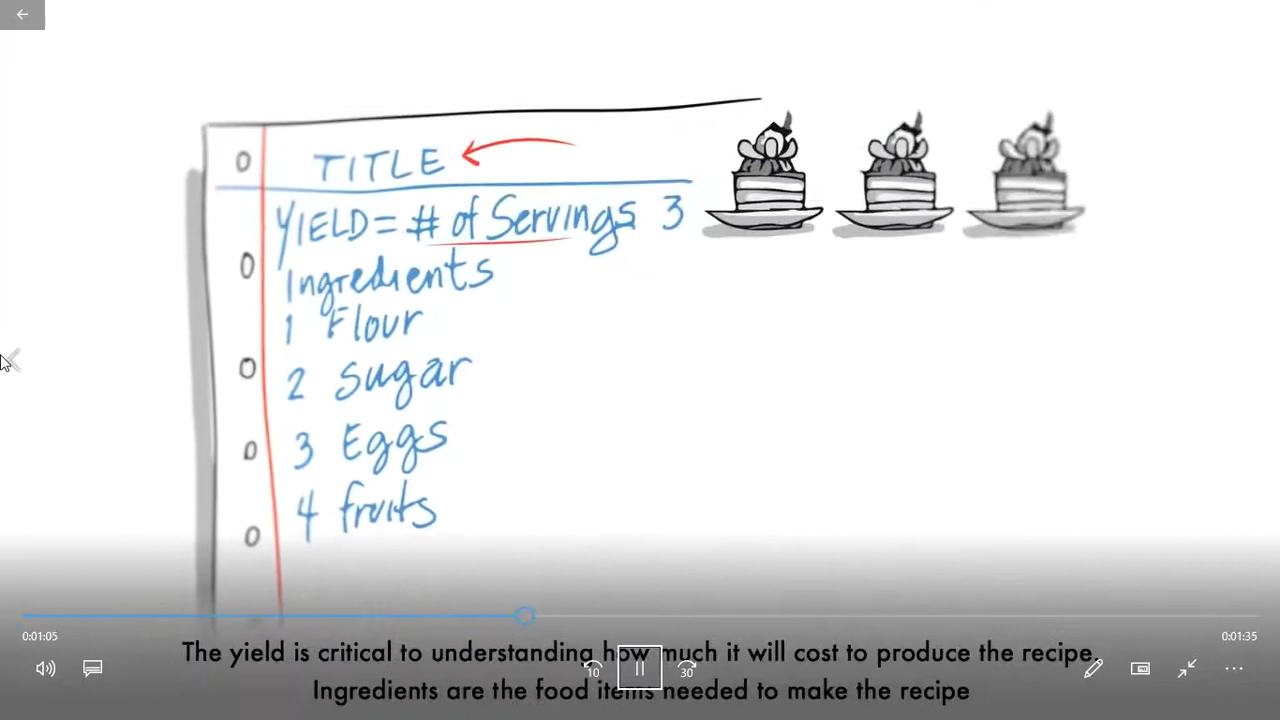 TITLE
YIELD = # of Servings 3
Ingredients
1 Flour
2 Sugar
3 Eggs
4 fruits
0:01:05
0:01:35
The yield is critical to understanding how much it will cost to produce the recipe.
Ingredients are the food items needed to make the recipe
10
30